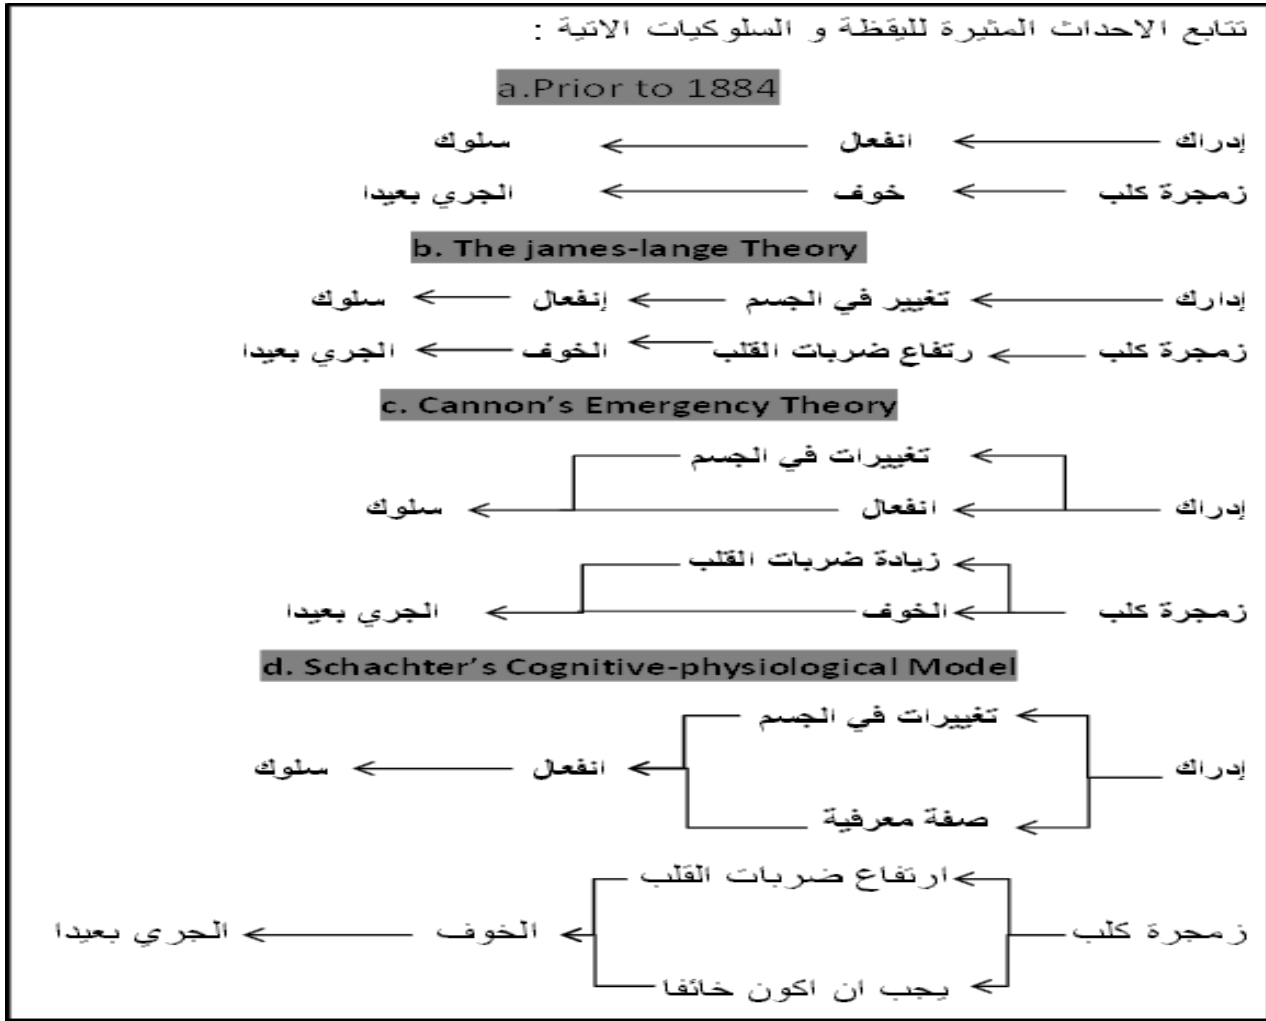 تتابع الاحداث المثيرة لليقظة و السلوكيات الاتية :
a.Prior to 1884
إدراك انفعال سلوك
زمجرة كلب خوف الجري بعيدا
b. The james-lange Theory
إدارك تغيير في الجسم إنفعال سلوك
زمجرة كلب رتفاع ضربات القلب الخوف الجري بعيدا
c. Cannon's Emergency Theory
تغييرات في الجسم
إدراك انفعال سلوك
زيادة ضربات القلب
زمجرة كلب الخوف الجري بعيدا
d. Schachter's Cognitive-physiological Model
تغييرات في الجسم
إدراك انفعال سلوك
صفة معرفية
ارتفاع ضربات القلب
زمجرة كلب الخوف الجري بعيدا
يجب ان اكون خائفا